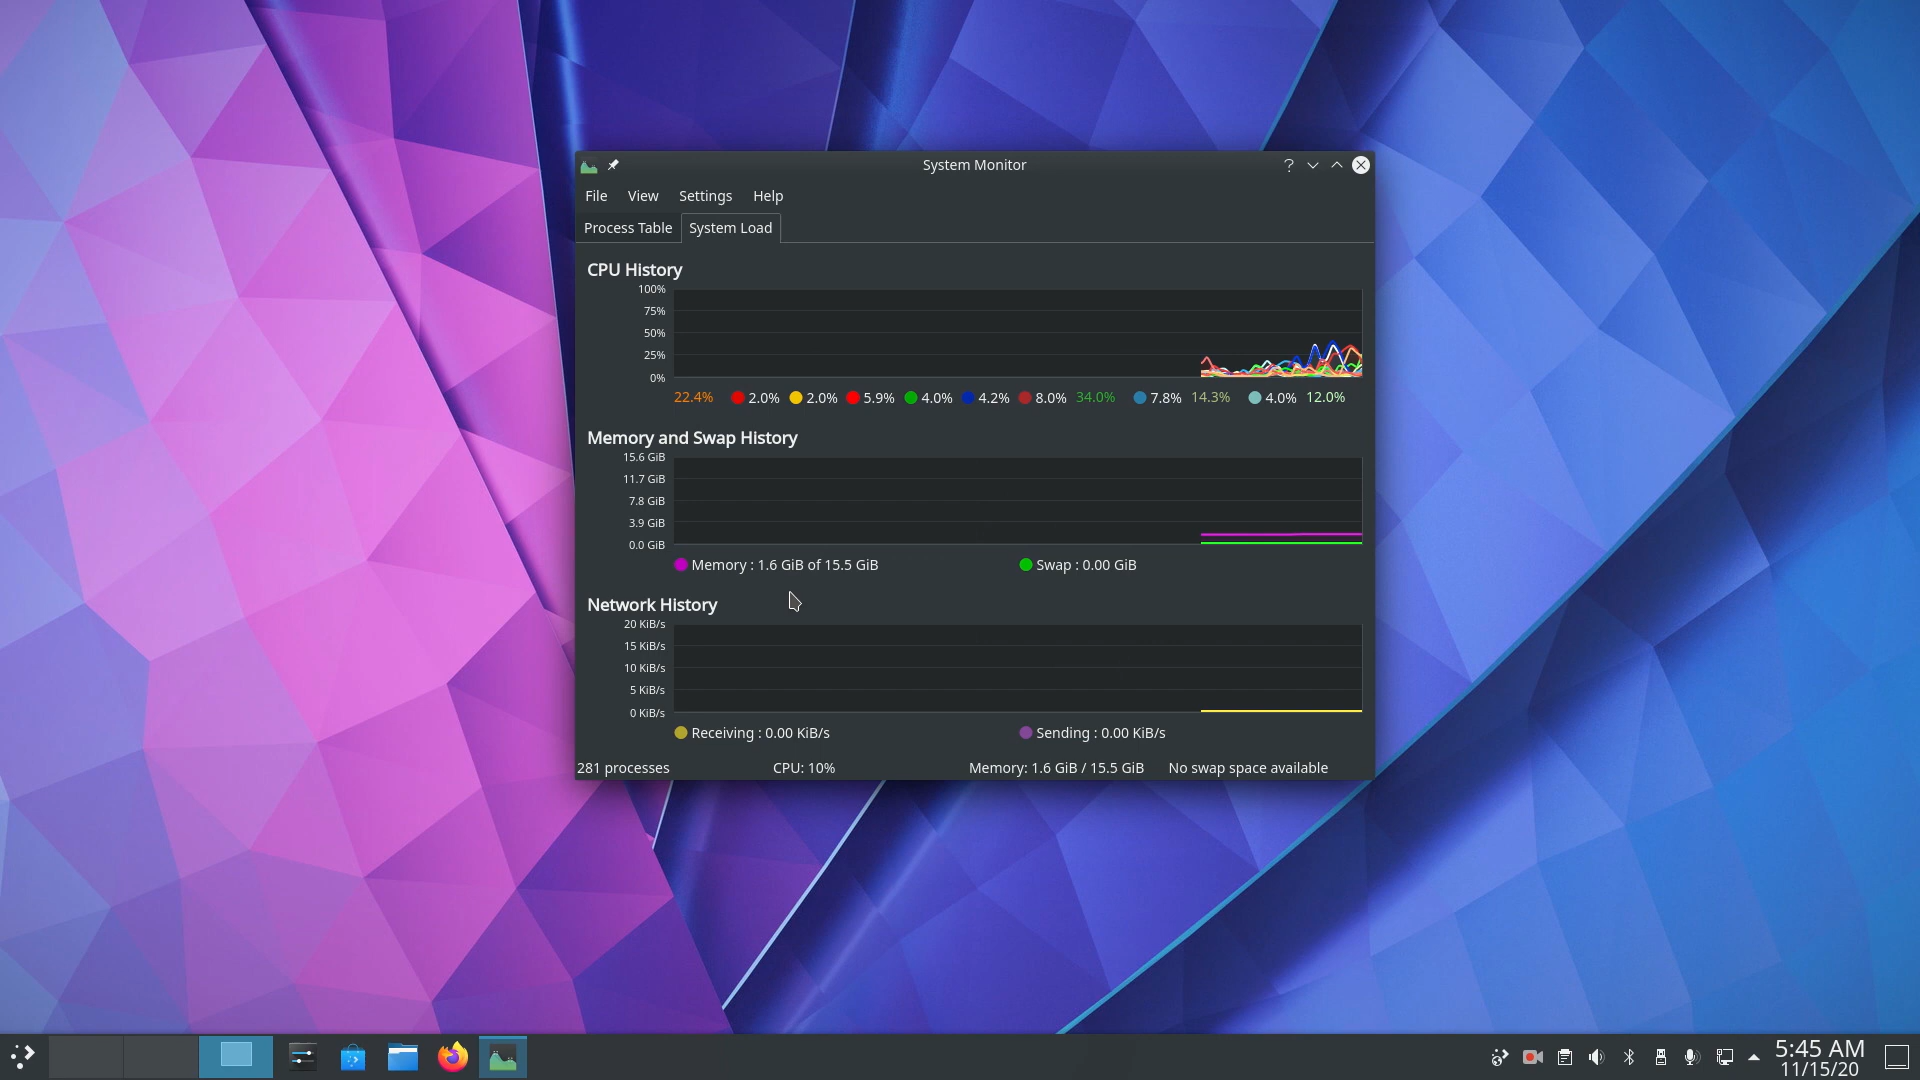 System Monitor
?
File View Settings Help
Process Table System Load
CPU History
100%
75%
50%
25%
0%
22.4% 2.0% 2.0% 5.9% 4.0% 4.2% 8.0% 34.0% 7.8% 14.3% 4.0% 12.0%
Memory and Swap History
15.6 GiB
11.7 GiB
7.8 GiB
3.9 GiB
0.0 GiB
Memory : 1.6 GiB of 15.5 GiB Swap : 0.00 GiB
Network History
20 KiB/s
15 KiB/s
10 KiB/s
5 KiB/s
0 KiB/s
Receiving : 0.00 KiB/s Sending : 0.00 KiB/s
281 processes CPU: 10% Memory: 1.6 GiB / 15.5 GiB No swap space available
5:45 AM
11/15/20